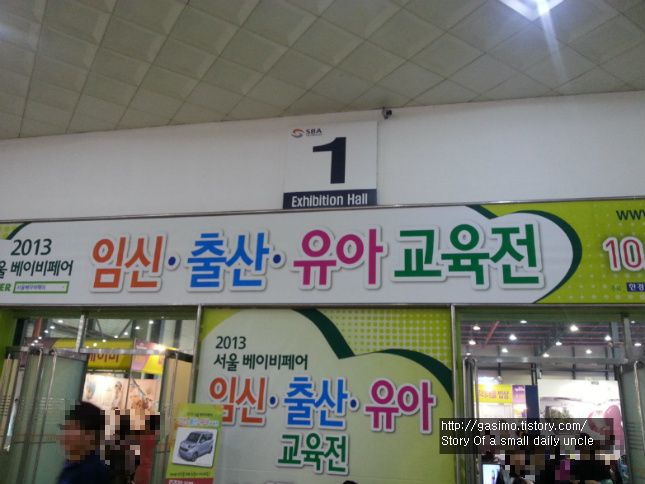 SBA
1
Exhibition Hall
2013
서울 베이비페어
임신·출산·유아 교육전
www.
10
2013
서울 베이비페어
임신·출산·유아
교육전
http://gasimo.tistory.com/
Story Of a small daily uncle